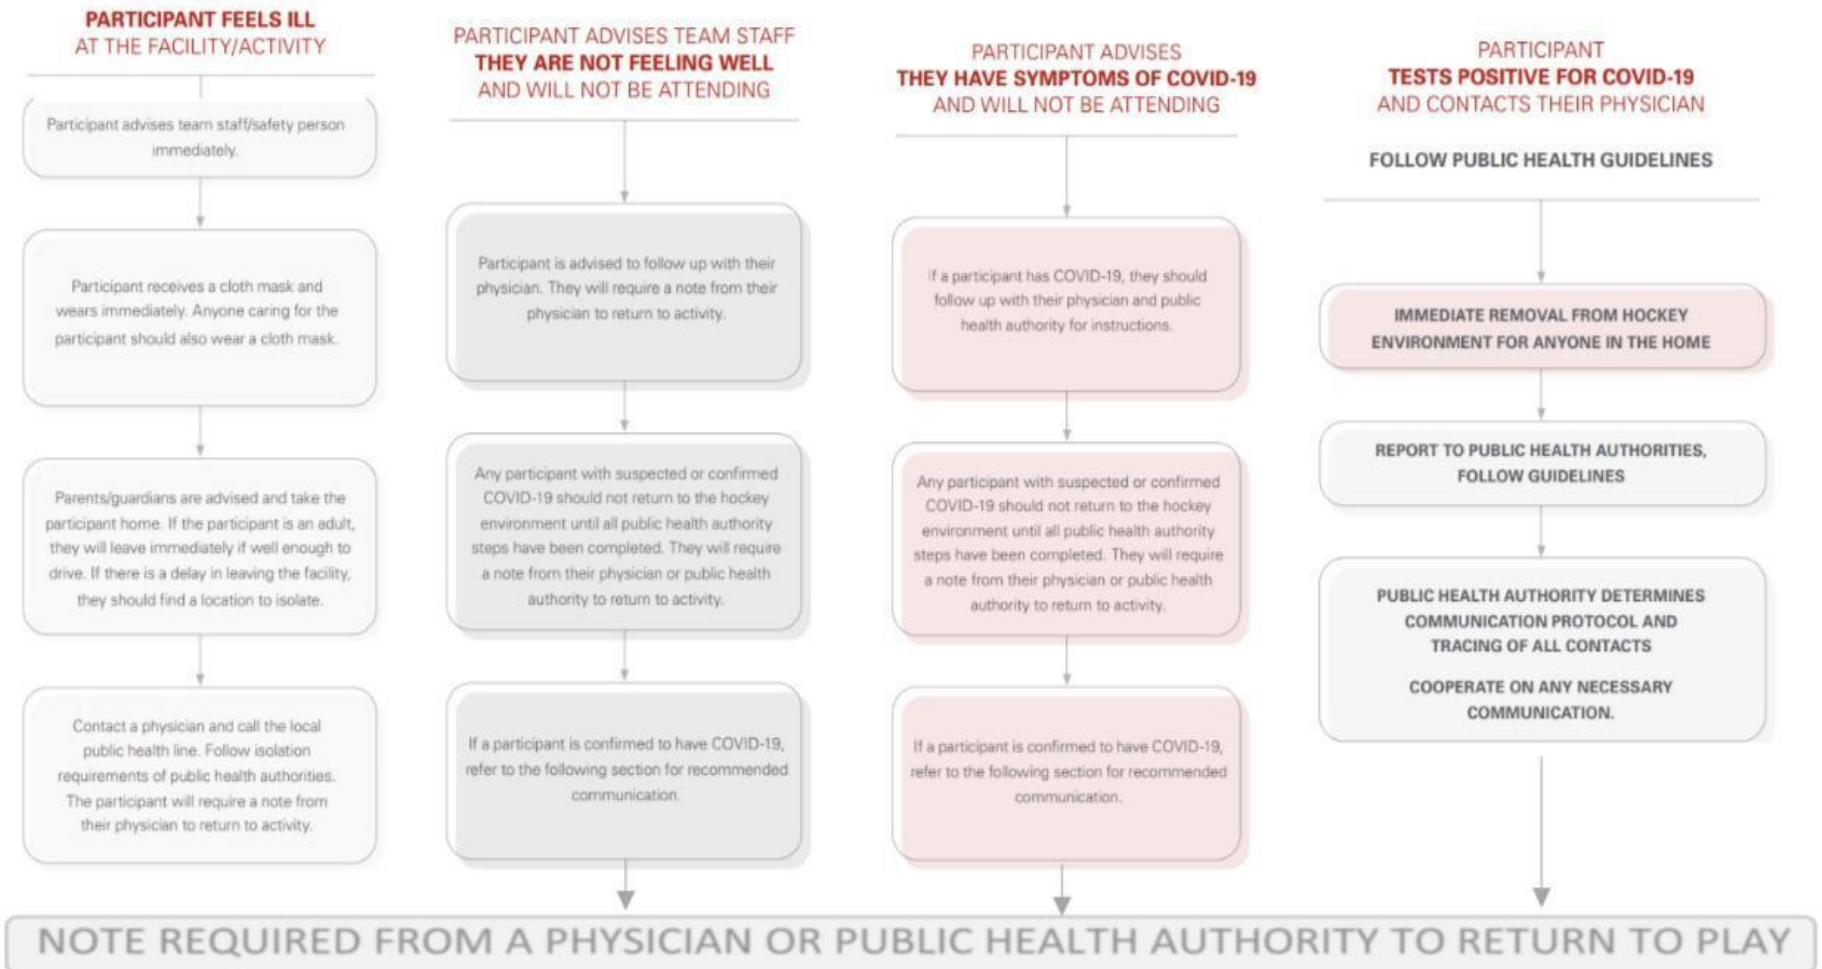 PARTICIPANT FEELS ILL
AT THE FACILITY/ACTIVITY
Participant advises team staff/safety person
immediately.
Participant receives a cloth mask and
wears immediately. Anyone caring for the
participant should also wear a cloth mask.
Parents/guardians are advised and take the
participant home. If the participant is an adult,
they will leave immediately if well enough to
drive. If there is a delay in leaving the facility,
they should find a location to isolate.
Contact a physician and call the local
public health line. Follow isolation
requirements of public health authorities.
The participant will require a note from
their physician to return to activity.
PARTICIPANT ADVISES TEAM STAFF
THEY ARE NOT FEELING WELL
AND WILL NOT BE ATTENDING
Participant is advised to follow up with their
physician. They will require a note from their
physician to return to activity.
Any participant with suspected or confirmed
COVID-19 should not return to the hockey
environment until all public health authority
steps have been completed. They will require
a note from their physician or public health
authority to return to activity.
If a participant is confirmed to have COVID-19,
refer to the following section for recommended
communication.
PARTICIPANT ADVISES
THEY HAVE SYMPTOMS OF COVID-19
AND WILL NOT BE ATTENDING
If a participant has COVID-19, they should
follow up with their physician and public
health authority for instructions.
Any participant with suspected or confirmed
COVID-19 should not return to the hockey
environment until all public health authority
steps have been completed. They will require
a note from their physician or public health
authority to return to activity.
If a participant is confirmed to have COVID-19,
refer to the following section for recommended
communication.
PARTICIPANT
TESTS POSITIVE FOR COVID-19
AND CONTACTS THEIR PHYSICIAN
FOLLOW PUBLIC HEALTH GUIDELINES
IMMEDIATE REMOVAL FROM HOCKEY
ENVIRONMENT FOR ANYONE IN THE HOME
REPORT TO PUBLIC HEALTH AUTHORITIES,
FOLLOW GUIDELINES
PUBLIC HEALTH AUTHORITY DETERMINES
COMMUNICATION PROTOCOL AND
TRACING OF ALL CONTACTS
COOPERATE ON ANY NECESSARY
COMMUNICATION.
NOTE REQUIRED FROM A PHYSICIAN OR PUBLIC HEALTH AUTHORITY TO RETURN TO PLAY